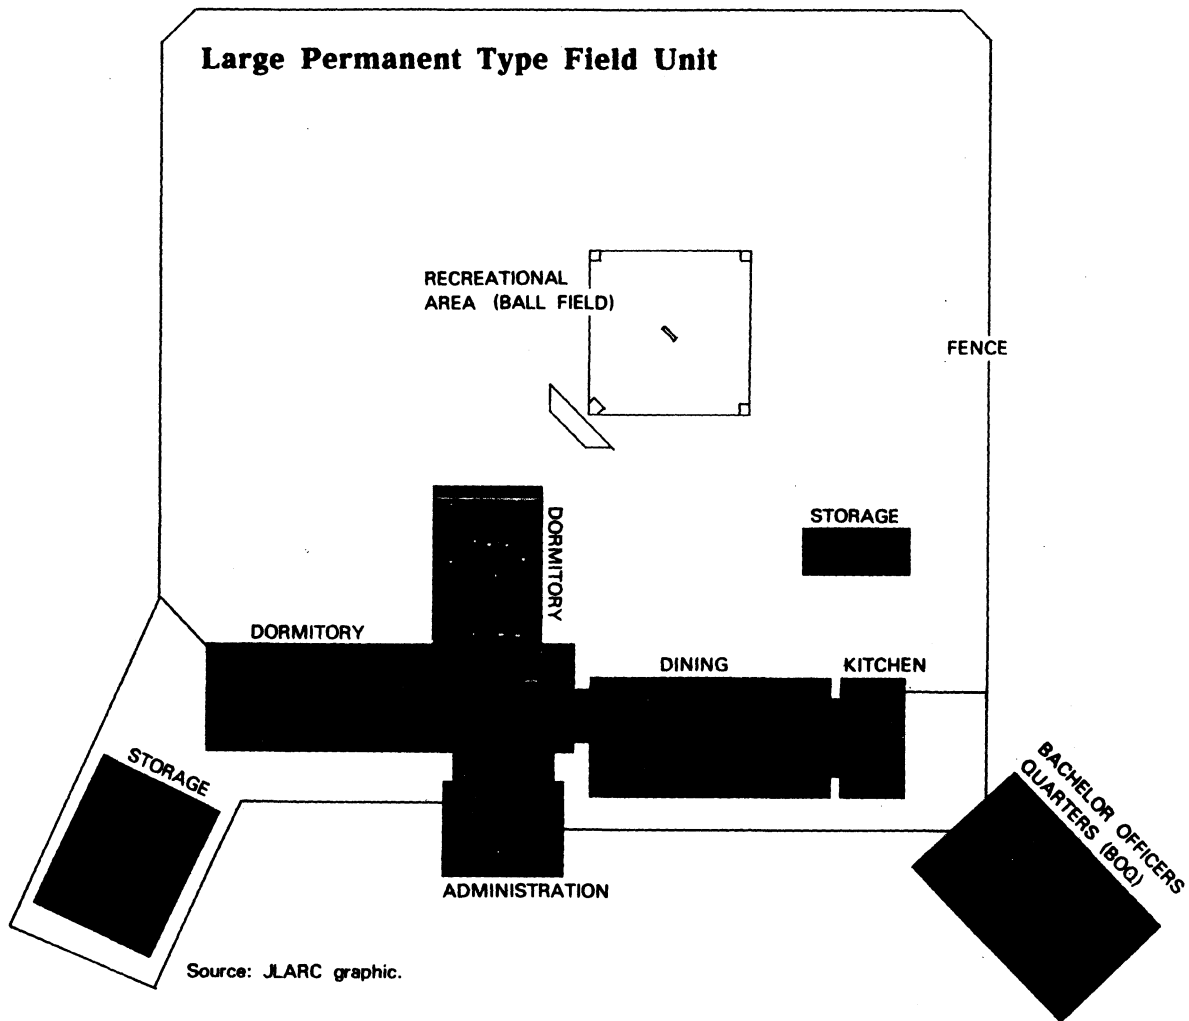 Large Permanent Type Field Unit
RECREATIONAL
AREA (BALL FIELD)
FENCE
STORAGE
DORMITORY
DORMITORY
DINING
KITCHEN
STORAGE
BACHELOR OFFICERS
QUARTERS (BOQ)
ADMINISTRATION
Source: JLARC graphic.